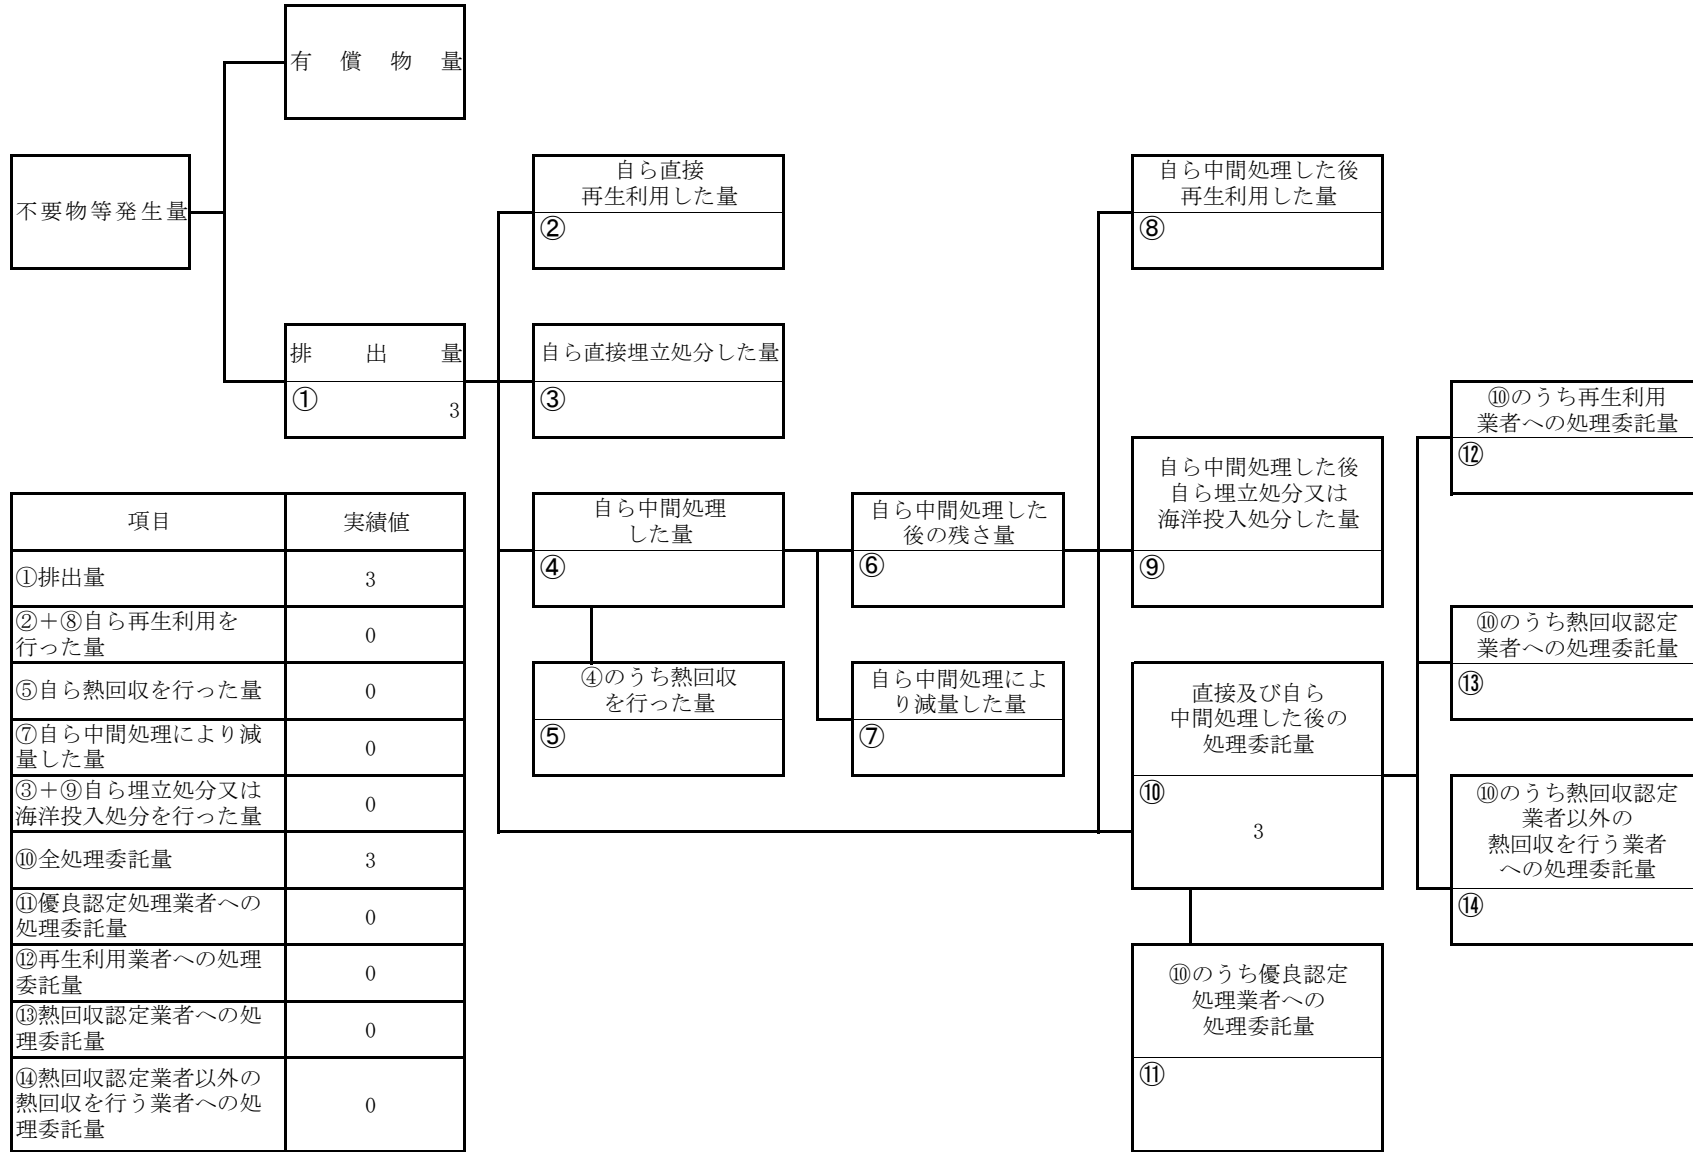 有償物量
不要物等発生量
排出量
①
3
自ら直接
再生利用した量
②
自ら直接埋立処分した量
③
自ら中間処理
した量
④
④のうち熱回収
を行った量
⑤
自ら中間処理した
後の残さ量
⑥
自ら中間処理によ
り減量した量
⑦
自ら中間処理した後
再生利用した量
⑧
自ら中間処理した後
自ら埋立処分又は
海洋投入処分した量
⑨
直接及び自ら
中間処理した後の
処理委託量
⑩
3
⑩のうち優良認定
処理業者への
処理委託量
⑪
⑩のうち再生利用
業者への処理委託量
⑫
⑩のうち熱回収認定
業者への処理委託量
⑬
⑩のうち熱回収認定
業者以外の
熱回収を行う業者
への処理委託量
⑭
項目 実績値
①排出量 3
②＋⑧自ら再生利用を
行った量 0
⑤自ら熱回収を行った量 0
⑦自ら中間処理により減
量した量 0
③＋⑨自ら埋立処分又は
海洋投入処分を行った量 0
⑩全処理委託量 3
⑪優良認定処理業者への
処理委託量 0
⑫再生利用業者への処理
委託量 0
⑬熱回収認定業者への処
理委託量 0
⑭熱回収認定業者以外の
熱回収を行う業者への処 0
理委託量